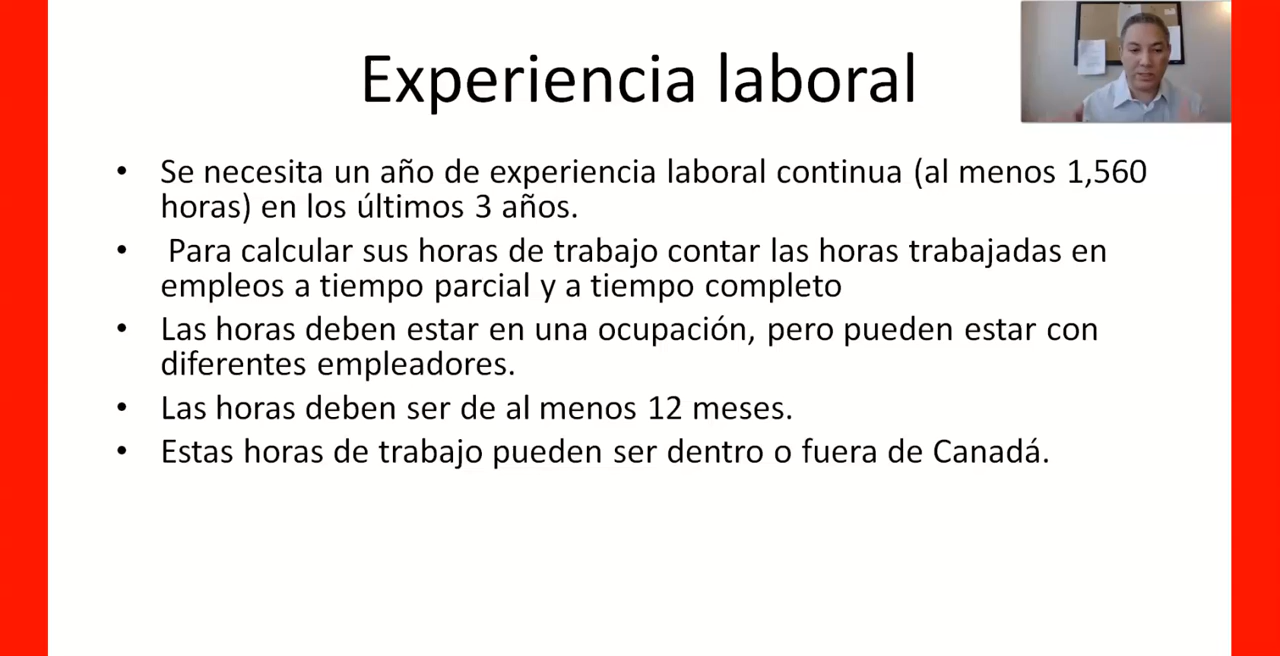 Experiencia laboral
• Se necesita un año de experiencia laboral continua (al menos 1,560
horas) en los últimos 3 años.
• Para calcular sus horas de trabajo contar las horas trabajadas en
empleos a tiempo parcial y a tiempo completo
• Las horas deben estar en una ocupación, pero pueden estar con
diferentes empleadores.
• Las horas deben ser de al menos 12 meses.
• Estas horas de trabajo pueden ser dentro o fuera de Canadá.